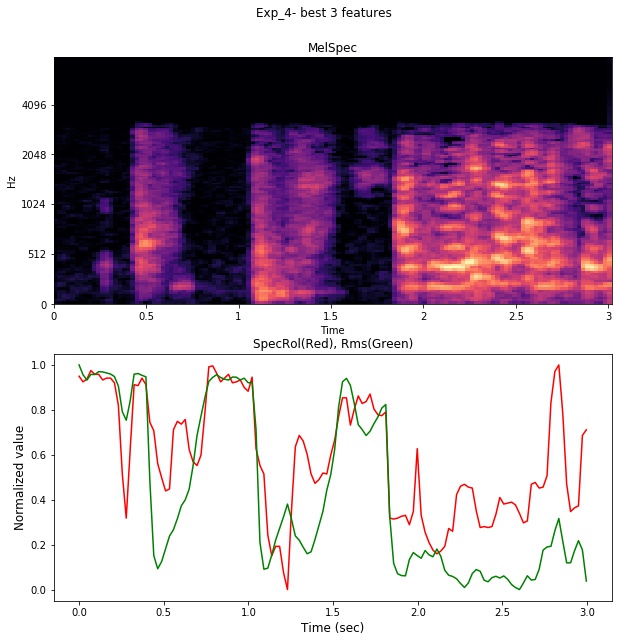 Exp_4- best 3 features
MelSpec
Hz
4096
2048
1024
512
0
0 0.5 1 1.5 2 2.5 3
Time
SpecRol(Red), Rms(Green)
Normalized value
1.0
0.8
0.6
0.4
0.2
0.0
0.0 0.5 1.0 1.5 2.0 2.5 3.0
Time (sec)